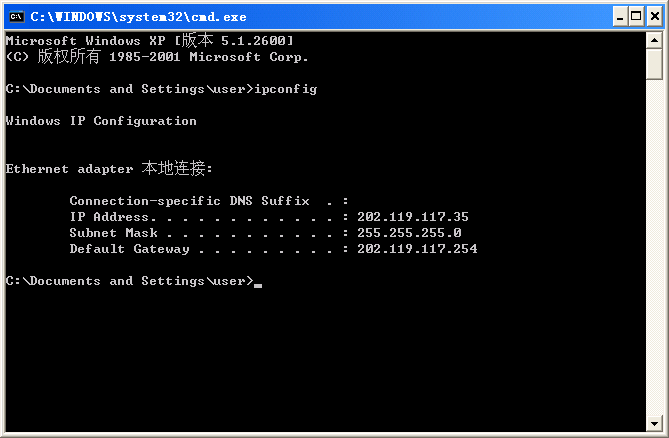 C:\WINDOWS\system32\cmd.exe
Microsoft Windows XP [版本 5.1.2600]
(C) 版权所有 1985-2001 Microsoft Corp.
C:\Documents and Settings\user>ipconfig
Windows IP Configuration
Ethernet adapter 本地连接:
Connection-specific DNS Suffix  . :
IP Address. . . . . . . . . . . . : 202.119.117.35
Subnet Mask . . . . . . . . . . . : 255.255.255.0
Default Gateway . . . . . . . . . : 202.119.117.254
C:\Documents and Settings\user>_